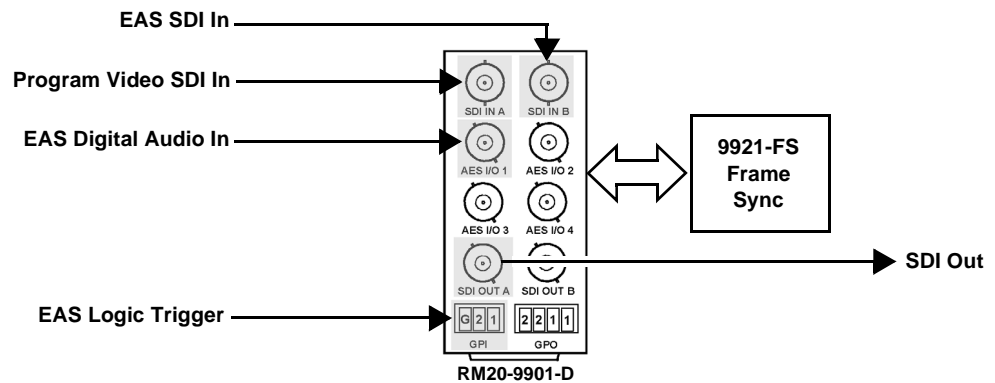 EAS SDI In
Program Video SDI In
SDI IN A
SDI IN B
EAS Digital Audio In
AES I/O 1
AES I/O 2
9921-FS
Frame
Sync
AES I/O 3
AES I/O 4
SDI Out
SDI OUT A
SDI OUT B
EAS Logic Trigger
G 2 1
2 2 1 1
GPI
GPO
RM20-9901-D